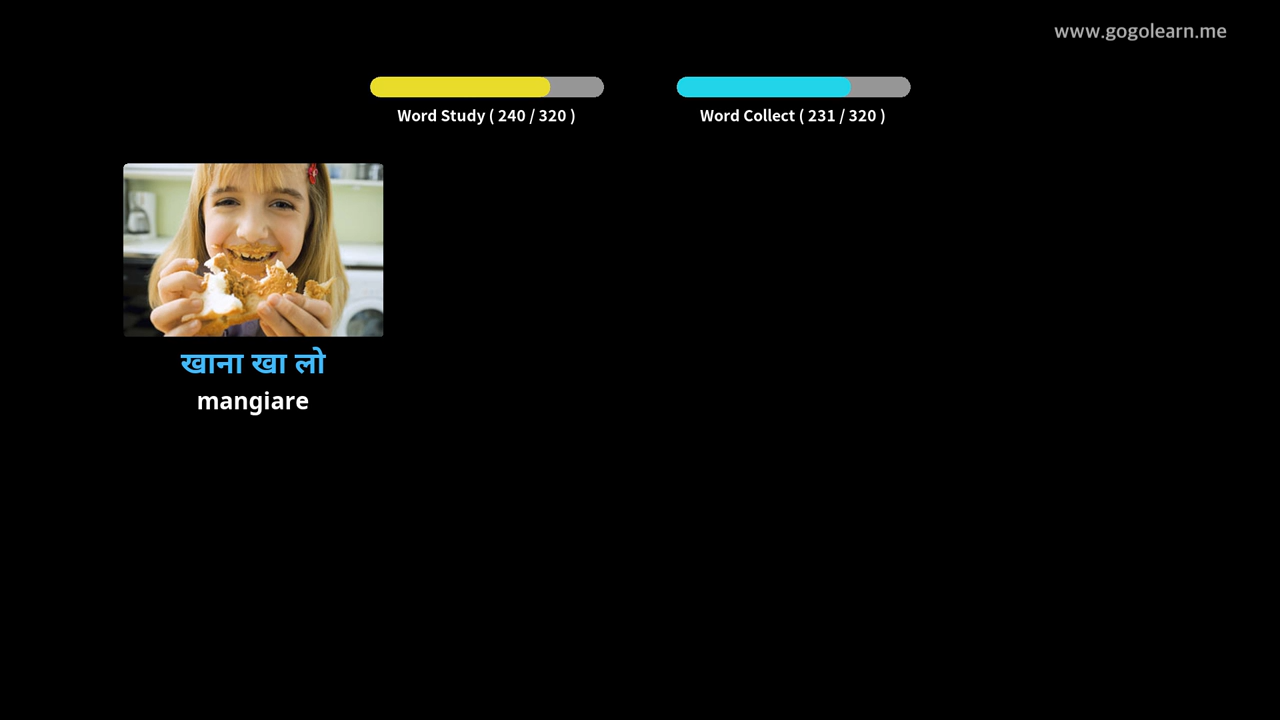 www.gogolearn.me
Word Study ( 240 / 320 )
Word Collect ( 231 / 320 )
खाना खा लो
mangiare